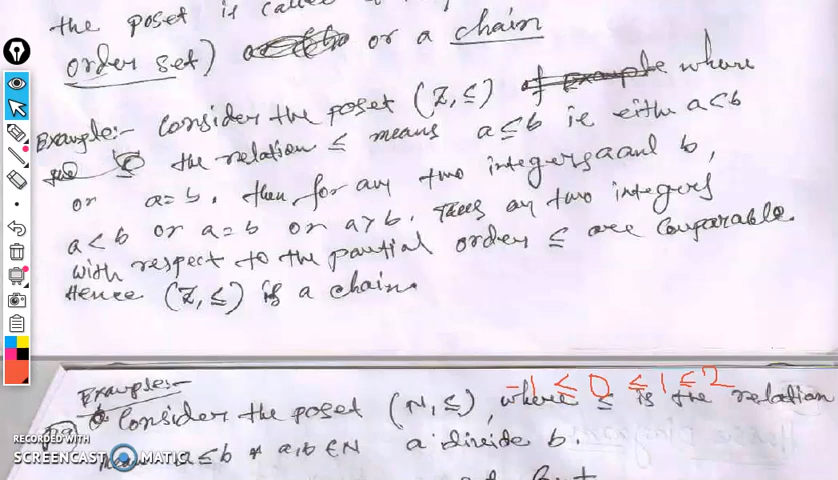 the poset is called
order set) or a chain
Example:- Consider the poset (Z, ≤) of example where
the relation ≤ means a ≤ b ie either a < b
or a = b. then for any two integers a and b,
a < b or a = b or a > b. Thus any two integers
with respect to the partial order ≤ are Comparable.
Hence (Z, ≤) is a chain.
-1 ≤ 0 ≤ 1 ≤ 2
Examples:-
Consider the poset (N, ≤), where ≤ is the relation
means a ≤ b a, b ∈ N a divide b.
RECORDED WITH
SCREENCAST MATIC